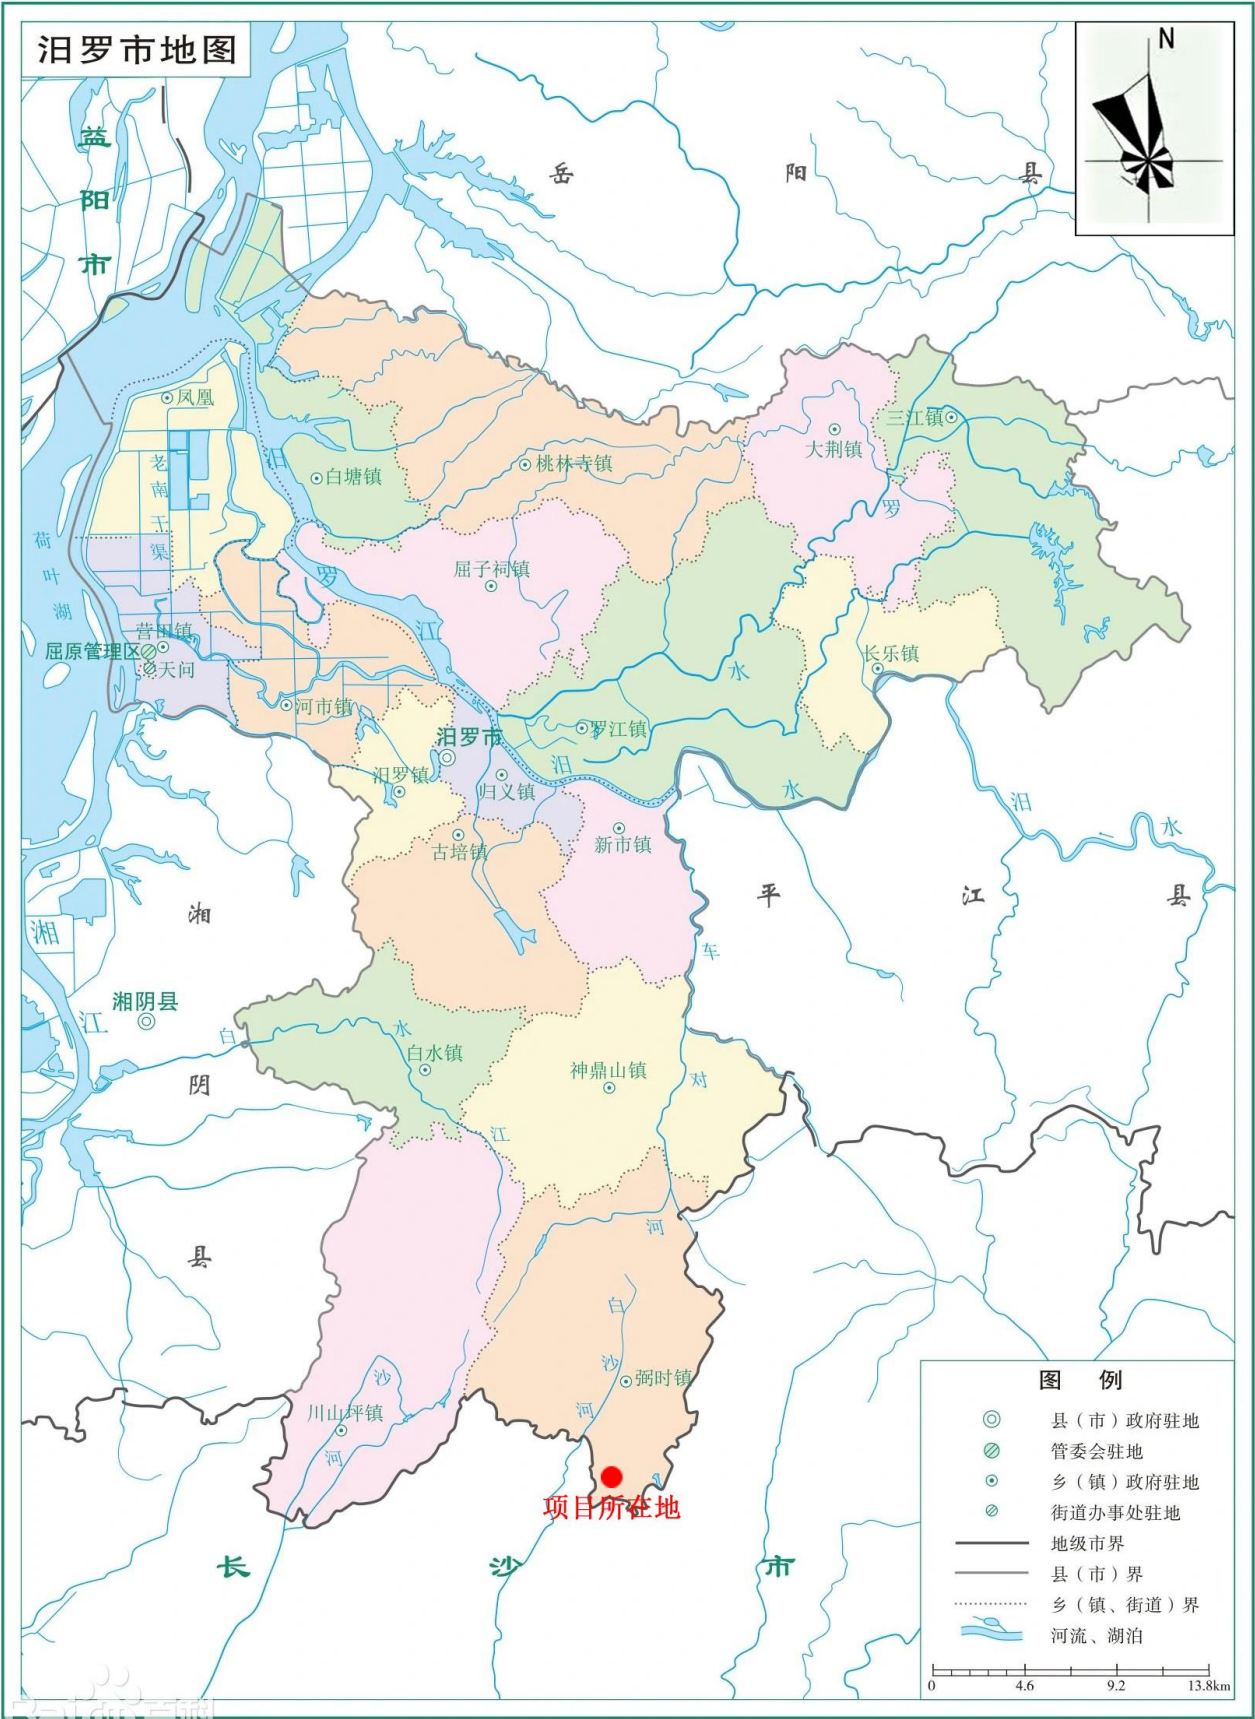 汨罗市地图
N
益阳市
岳阳县
凤凰
三江镇
大荆镇
老南干渠
汨
白塘镇
桃林寺镇
罗
荷叶湖
屈子祠镇
罗
江
营田镇
屈原管理区
天问
长乐镇
水
河市镇
罗江镇
汨罗市
汨
水
汨罗镇
归义镇
汨
水
新市镇
古培镇
湘
平江县
湘
车
湘阴县
江
白
水
白水镇
神鼎山镇
对
阴
江
县
河
白
沙
弼时镇
沙
河
川山坪镇
河
项目所在地
长沙市
图 例
县（市）政府驻地
管委会驻地
乡（镇）政府驻地
街道办事处驻地
地级市界
县（市）界
乡（镇、街道）界
河流、湖泊
0 4.6 9.2 13.8km
Bai 百科